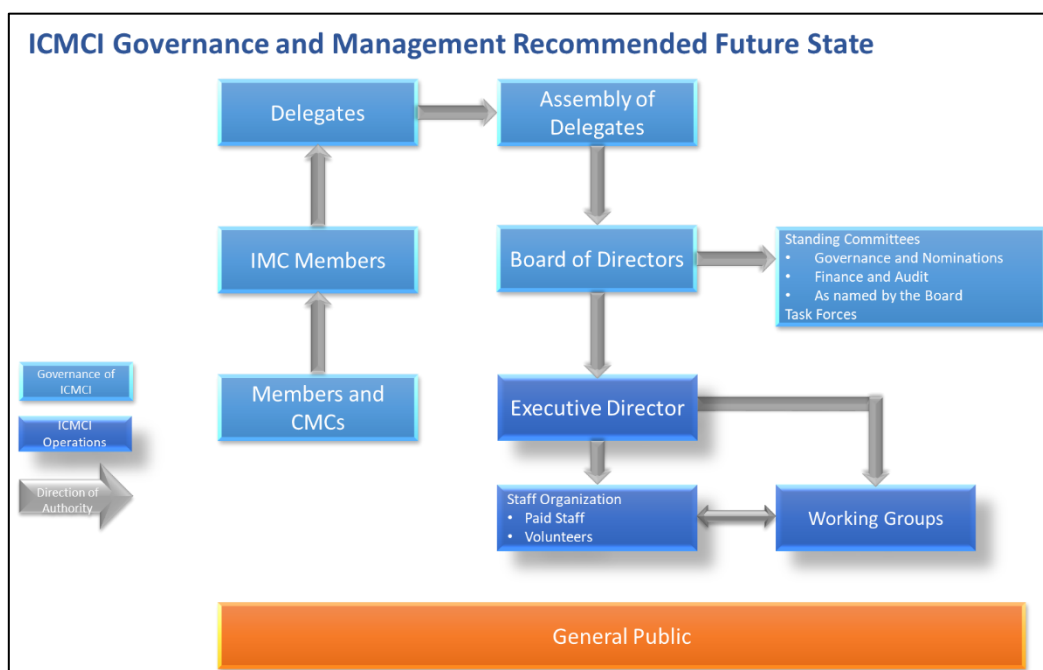 ICMCI Governance and Management Recommended Future State
Delegates
Assembly of
Delegates
IMC Members
Board of Directors
Standing Committees
• Governance and Nominations
• Finance and Audit
• As named by the Board
Task Forces
Governance of
ICMCI
ICMCI
Operations
Direction of
Authority
Members and
CMCs
Executive Director
Staff Organization
• Paid Staff
• Volunteers
Working Groups
General Public